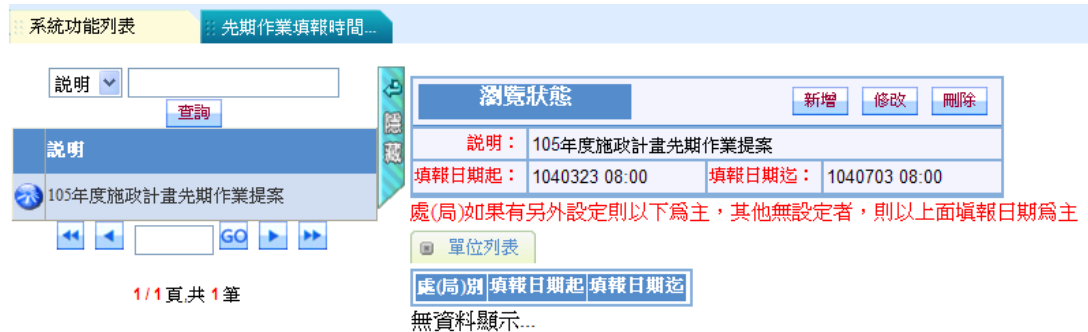 系統功能列表
先期作業填報時間...
說明
查詢
說明
105年度施政計畫先期作業提案
GO
1/1頁,共1筆
隱藏
瀏覽狀態 新增 修改 刪除
說明： 105年度施政計畫先期作業提案
填報日期起： 1040323 08:00 填報日期迄： 1040703 08:00
處(局)如果有另外設定則以下為主，其他無設定者，則以上面填報日期為主
單位列表
處(局)別 填報日期起 填報日期迄
無資料顯示...